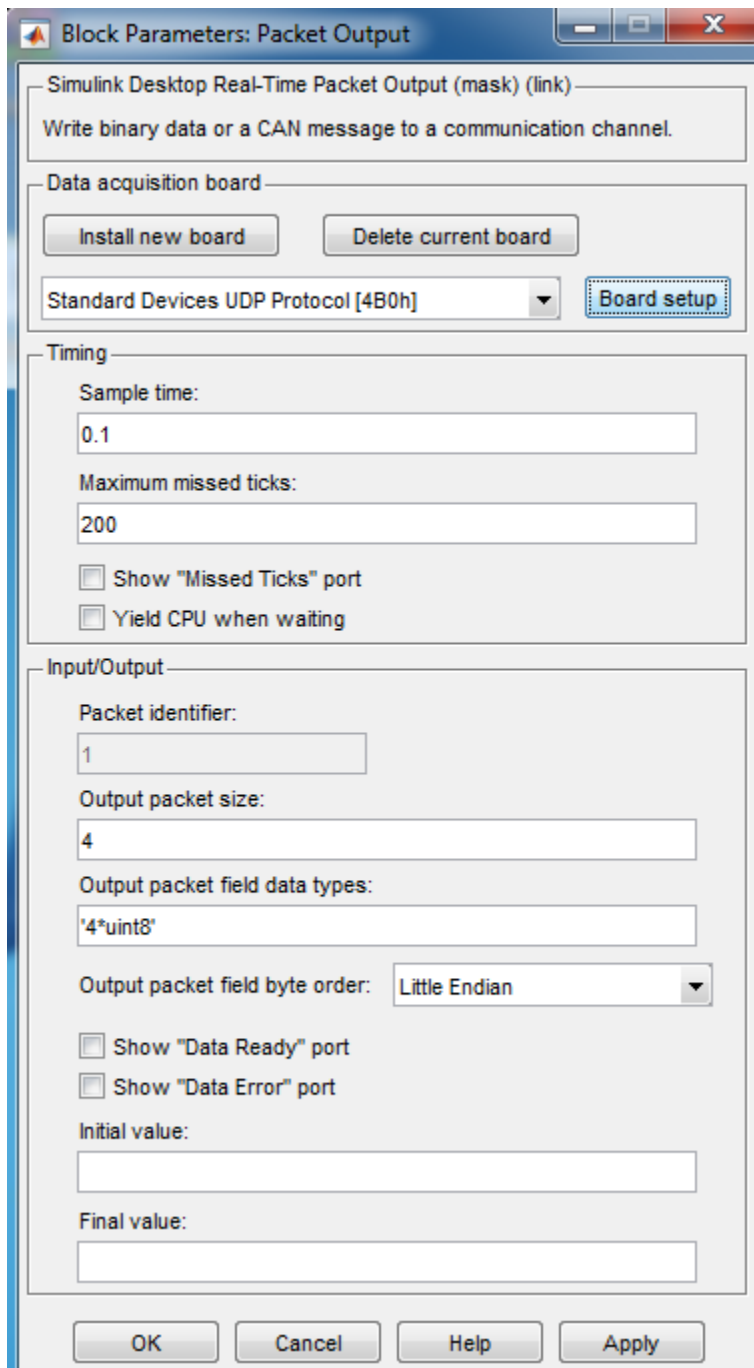 Block Parameters: Packet Output
Simulink Desktop Real-Time Packet Output (mask) (link)
Write binary data or a CAN message to a communication channel.
Data acquisition board
Install new board Delete current board
Standard Devices UDP Protocol [4B0h] Board setup
Timing
Sample time:
0.1
Maximum missed ticks:
200
Show "Missed Ticks" port
Yield CPU when waiting
Input/Output
Packet identifier:
1
Output packet size:
4
Output packet field data types:
'4*uint8'
Output packet field byte order: Little Endian
Show "Data Ready" port
Show "Data Error" port
Initial value:
Final value:
OK Cancel Help Apply